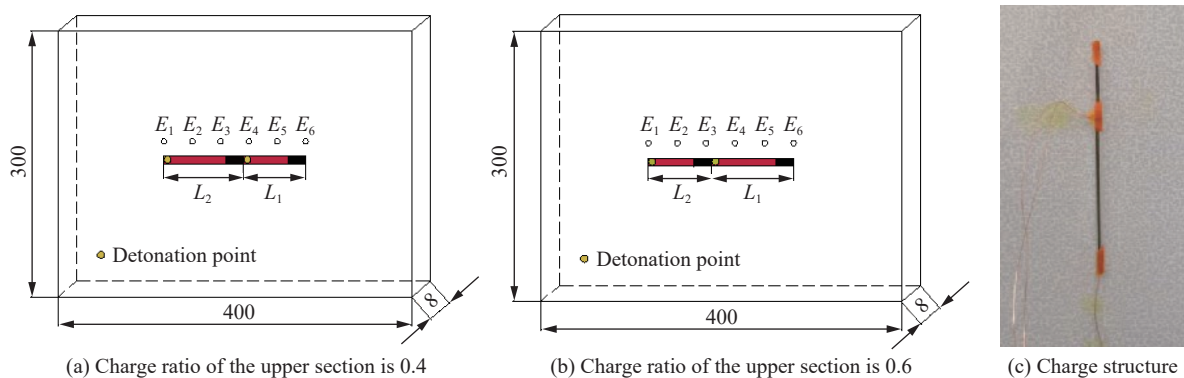 E1 E2 E3 E4 E5 E6
300
L2 L1
Detonation point
8
400
(a) Charge ratio of the upper section is 0.4
E1 E2 E3 E4 E5 E6
300
L2 L1
Detonation point
8
400
(b) Charge ratio of the upper section is 0.6
(c) Charge structure